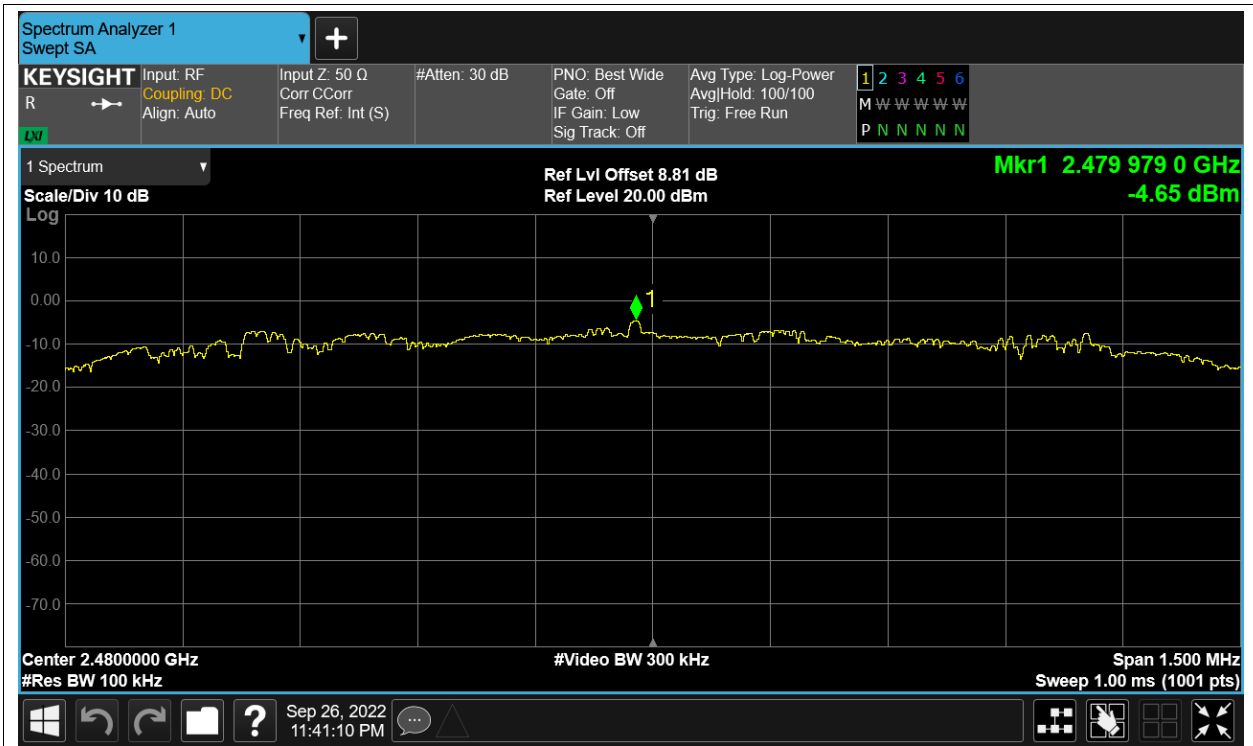 Spectrum Analyzer 1
Swept SA
KEYSIGHT
R
LXI
Input: RF
Coupling: DC
Align: Auto
Input Z: 50 Ω
Corr CCorr
Freq Ref: Int (S)
#Atten: 30 dB
PNO: Best Wide
Gate: Off
IF Gain: Low
Sig Track: Off
Avg Type: Log-Power
Avg|Hold: 100/100
Trig: Free Run
1 2 3 4 5 6
M W W W W W
P N N N N N
1 Spectrum
Scale/Div 10 dB
Log
Ref Lvl Offset 8.81 dB
Ref Level 20.00 dBm
Mkr1 2.479 979 0 GHz
-4.65 dBm
10.0
0.00
-10.0
-20.0
-30.0
-40.0
-50.0
-60.0
-70.0
1
Center 2.4800000 GHz
#Res BW 100 kHz
#Video BW 300 kHz
Span 1.500 MHz
Sweep 1.00 ms (1001 pts)
?
Sep 26, 2022
11:41:10 PM